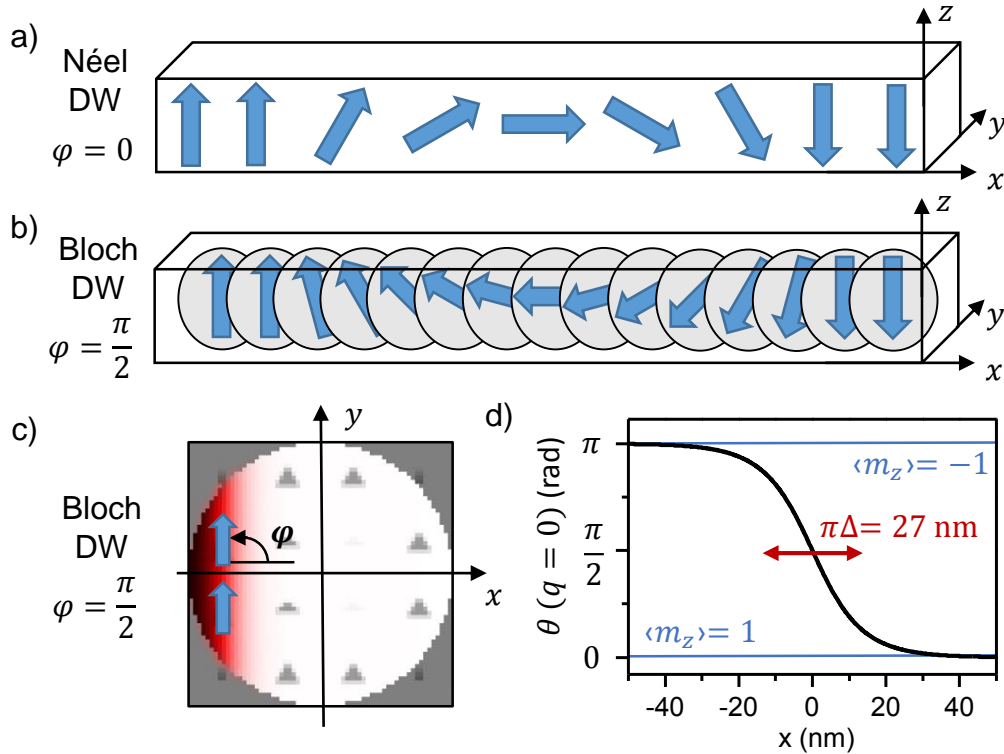 a)
Néel
DW
φ = 0
z
y
x
b)
Bloch
DW
φ = π/2
z
y
x
c)
Bloch
DW
φ = π/2
y
φ
x
d)
θ (q = 0) (rad)
π
π/2
0
‹m_z›= −1
πΔ= 27 nm
‹m_z›= 1
-40 -20 0 20 40
x (nm)